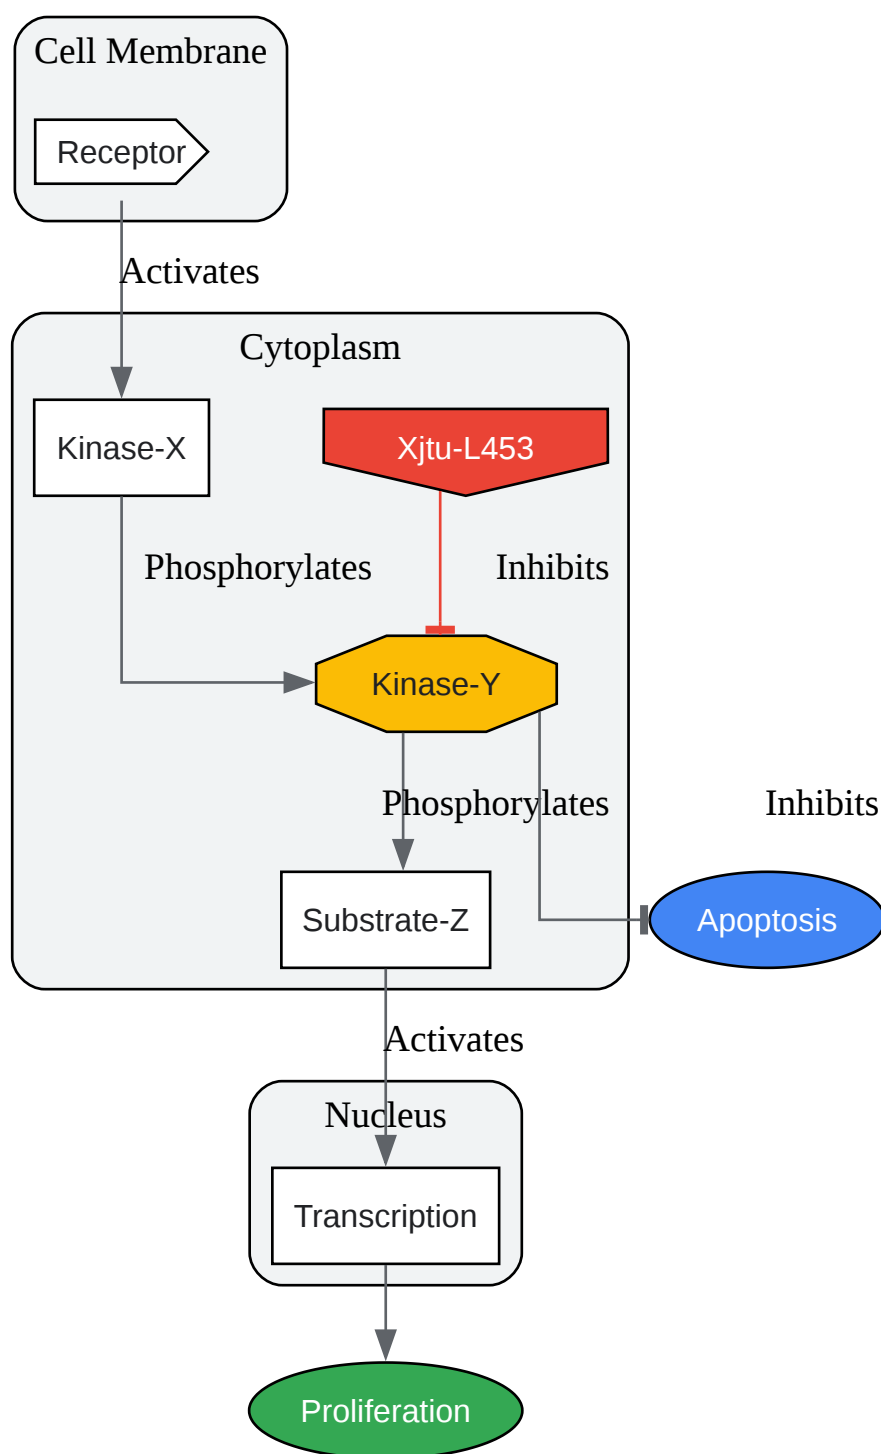 Cell Membrane
Receptor
Activates
Cytoplasm
Kinase-X
Xjtu-L453
Phosphorylates
Inhibits
Kinase-Y
Phosphorylates
Inhibits
Substrate-Z
Apoptosis
Activates
Nucleus
Transcription
Proliferation